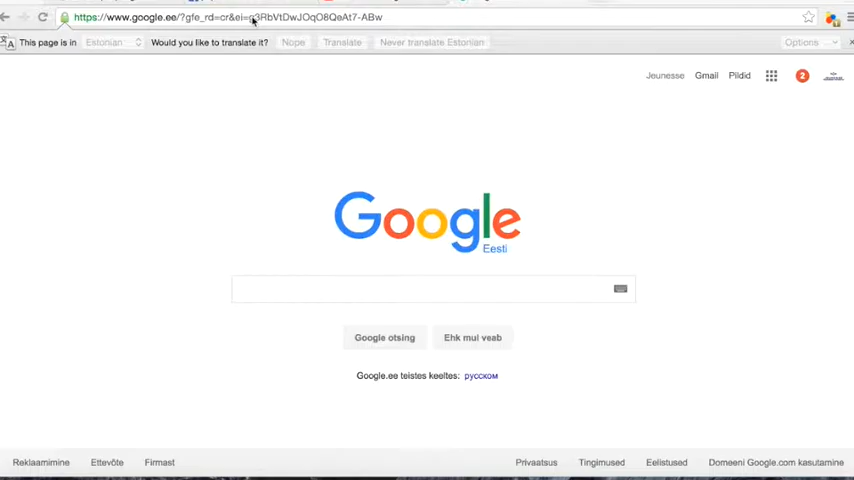 https://www.google.ee/?gfe_rd=cr&ei=g3RbVtDwJOqO8QeAt7-ABw
This page is in Estonian Would you like to translate it? Nope Translate Never translate Estonian Options
Jeunesse Gmail Pildid 2
Google
Eesti
Google otsing Ehk mul veab
Google.ee teistes keeltes: русском
Reklaamimine Ettevõte Firmast Privaatsus Tingimused Eelistused Domeeni Google.com kasutamine